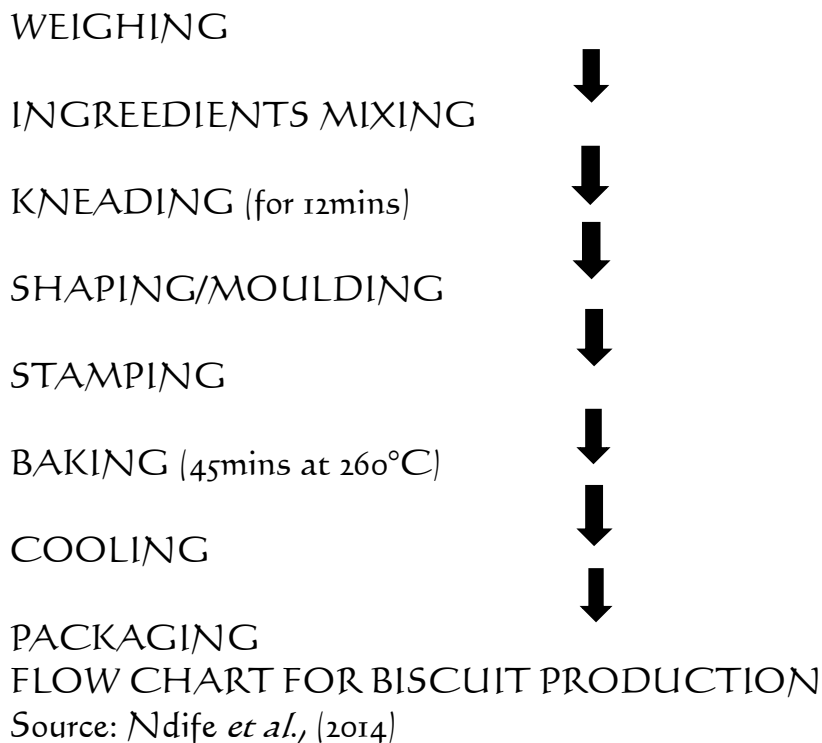 WEIGHING
INGREEDIENTS MIXING
KNEADING (for 12mins)
SHAPING/MOULDING
STAMPING
BAKING (45mins at 260°C)
COOLING
PACKAGING
FLOW CHART FOR BISCUIT PRODUCTION
Source: Ndife et al., (2014)